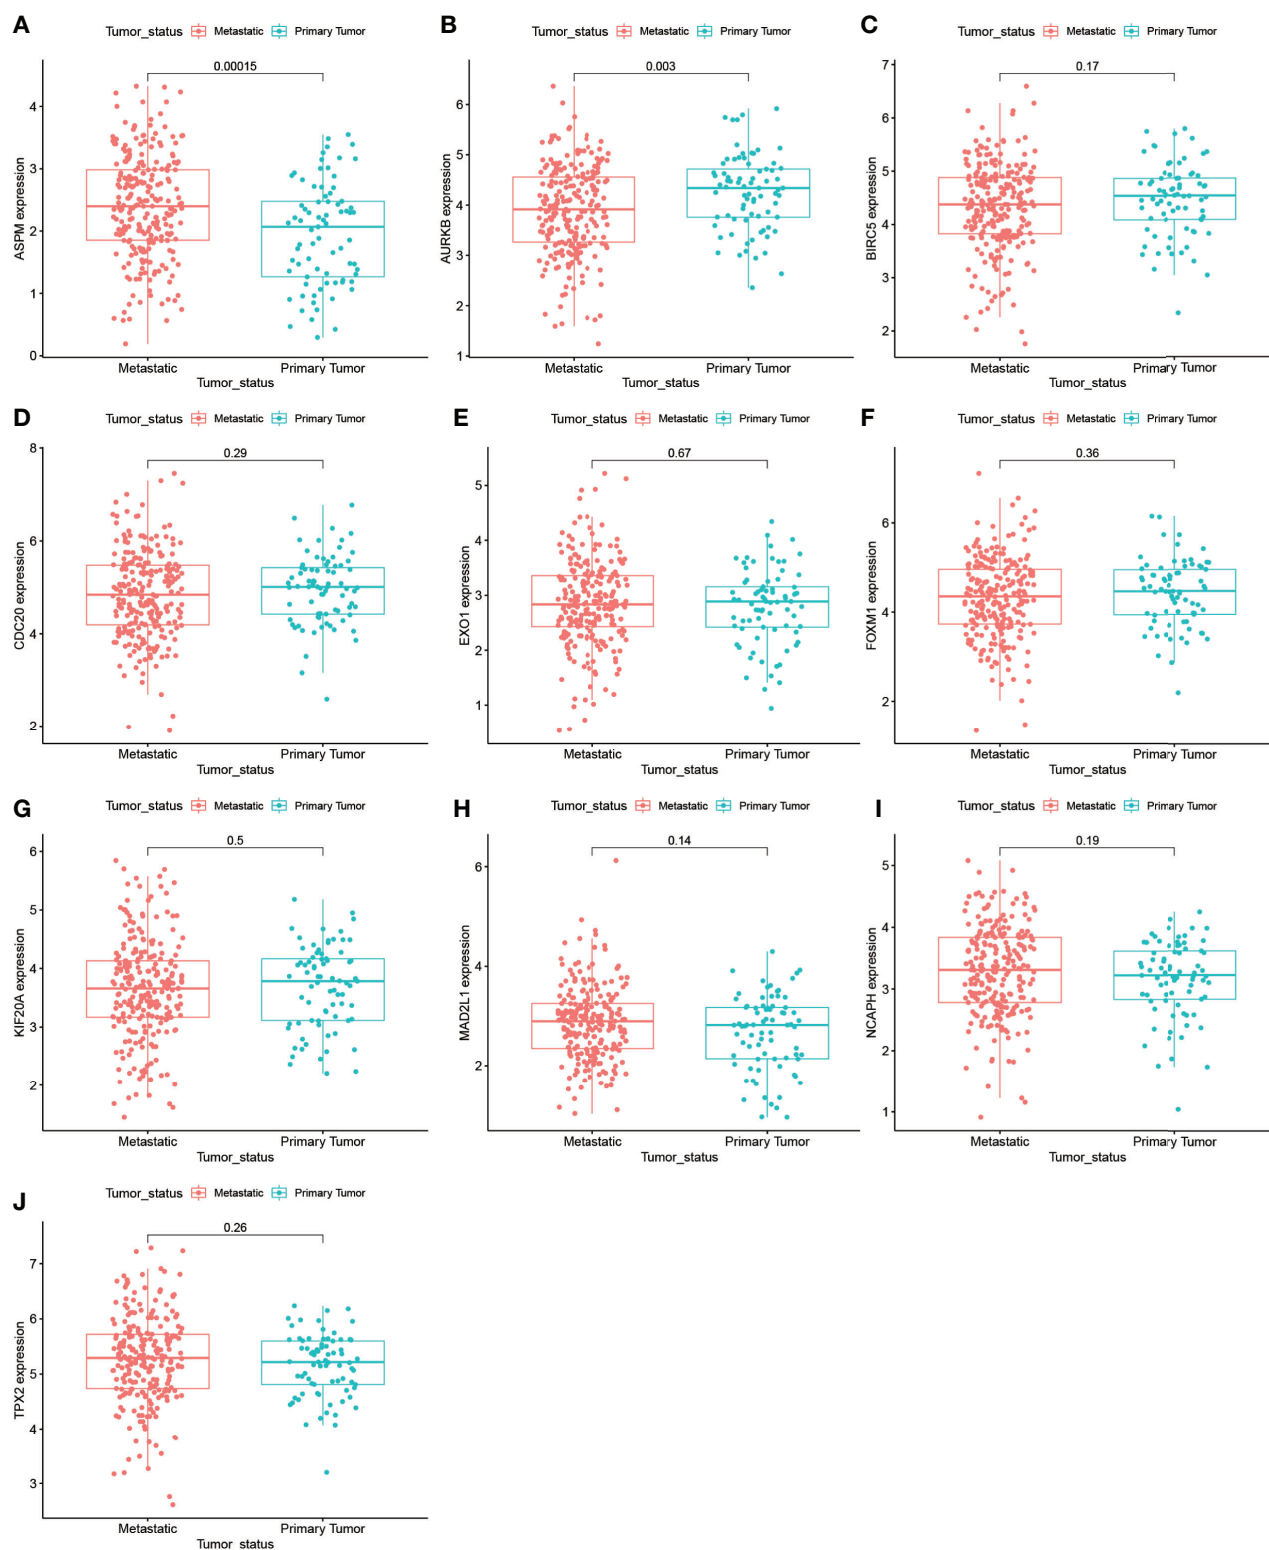 A
Tumor_status Metastatic Primary Tumor
0.00015
ASPM expression
4
3
2
1
0
Metastatic Primary Tumor
Tumor_status
B
Tumor_status Metastatic Primary Tumor
0.003
AURKB expression
6
5
4
3
2
1
Metastatic Primary Tumor
Tumor_status
C
Tumor_status Metastatic Primary Tumor
0.17
BIRC5 expression
7
6
5
4
3
2
Metastatic Primary Tumor
Tumor_status
D
Tumor_status Metastatic Primary Tumor
0.29
CDC20 expression
8
6
4
2
Metastatic Primary Tumor
Tumor_status
E
Tumor_status Metastatic Primary Tumor
0.67
EXO1 expression
5
4
3
2
1
Metastatic Primary Tumor
Tumor_status
F
Tumor_status Metastatic Primary Tumor
0.36
FOXM1 expression
6
4
2
Metastatic Primary Tumor
Tumor_status
G
Tumor_status Metastatic Primary Tumor
0.5
KIF20A expression
6
5
4
3
2
Metastatic Primary Tumor
Tumor_status
H
Tumor_status Metastatic Primary Tumor
0.14
MAD2L1 expression
6
4
2
Metastatic Primary Tumor
Tumor_status
I
Tumor_status Metastatic Primary Tumor
0.19
NCAPH expression
5
4
3
2
1
Metastatic Primary Tumor
Tumor_status
J
Tumor_status Metastatic Primary Tumor
0.26
TPX2 expression
7
6
5
4
3
Metastatic Primary Tumor
Tumor_status